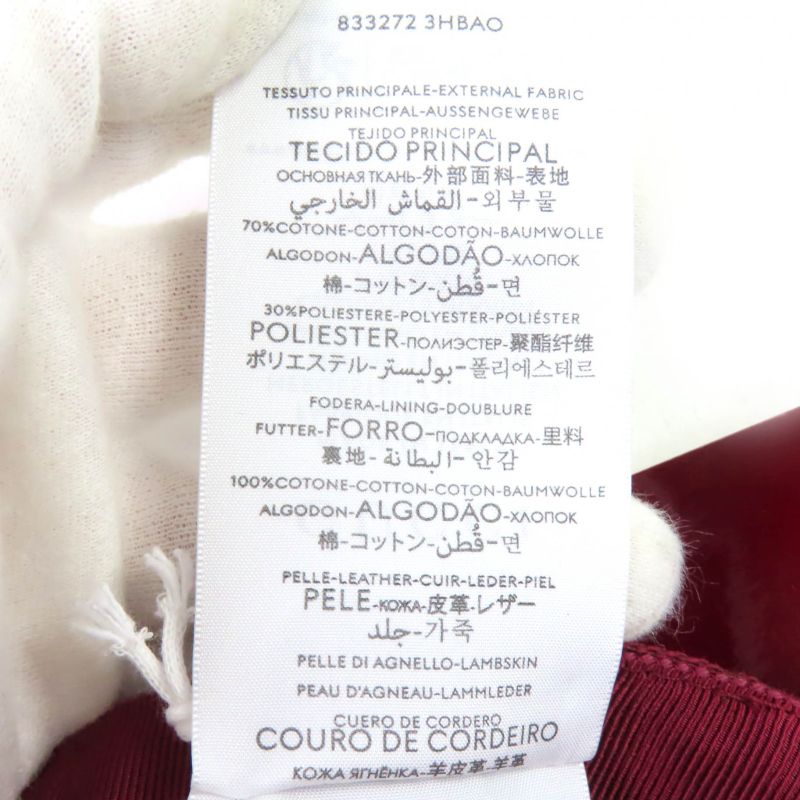 833272 3HBAO
TESSUTO PRINCIPALE-EXTERNAL FABRIC
TISSU PRINCIPAL-AUSSENGEWEBE
TEJIDO PRINCIPAL
TECIDO PRINCIPAL
ОСНОВНАЯ ТКАНЬ-外部面料-表地
القماش الخارجي-외부물
70%COTONE-COTTON-COTON-BAUMWOLLE
ALGODON-ALGODÃO-ХЛОПОК
棉-コットン-قُطن-면
30%POLIESTERE-POLYESTER-POLIÉSTER
POLIESTER-ПОЛИЭСТЕР-聚酯纤维
ポリエステル-بوليستر-폴리에스테르
FODERA-LINING-DOUBLURE
FUTTER-FORRO-ПОДКЛАДКА-里料
裏地-البطانة-안감
100%COTONE-COTTON-COTON-BAUMWOLLE
ALGODON-ALGODÃO-ХЛОПОК
棉-コットン-قُطن-면
PELLE-LEATHER-CUIR-LEDER-PIEL
PELE-КОЖА-皮革-レザー
جلد-가죽
PELLE DI AGNELLO-LAMBSKIN
PEAU D'AGNEAU-LAMMLEDER
CUERO DE CORDERO
COURO DE CORDEIRO
КОЖА ЯГНЁНКА-羊皮革-羊革